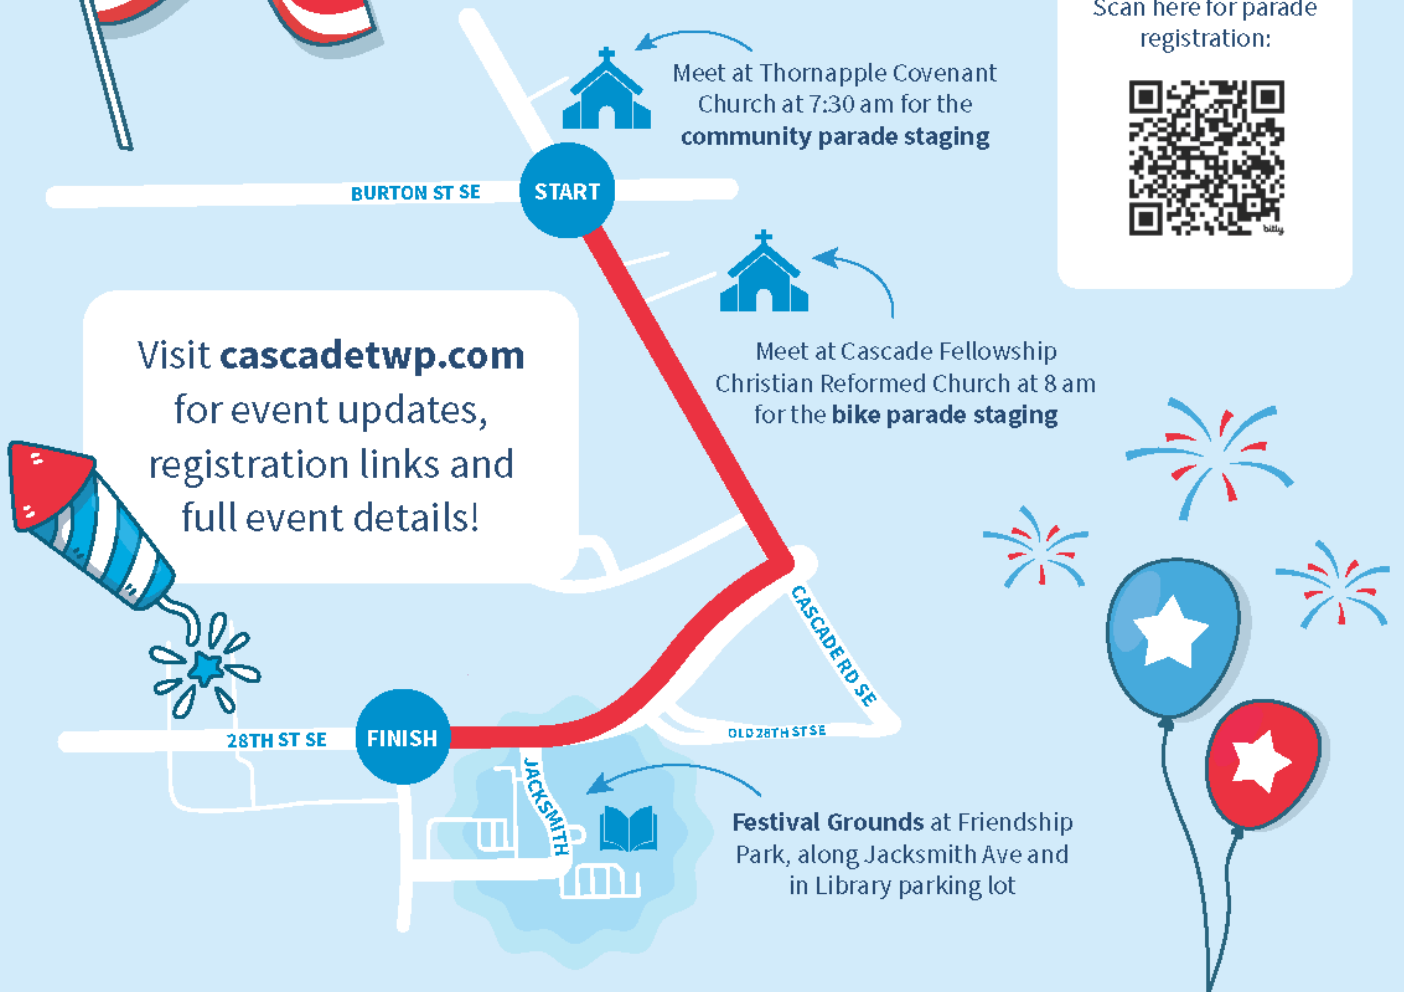 Scan here for parade
registration:
bitly
Meet at Thornapple Covenant
Church at 7:30 am for the
community parade staging
BURTON ST SE
START
Meet at Cascade Fellowship
Christian Reformed Church at 8 am
for the bike parade staging
Visit cascadetwp.com
for event updates,
registration links and
full event details!
CASCADE RD SE
OLD 28TH ST SE
28TH ST SE
FINISH
JACKSMITH
Festival Grounds at Friendship
Park, along Jacksmith Ave and
in Library parking lot